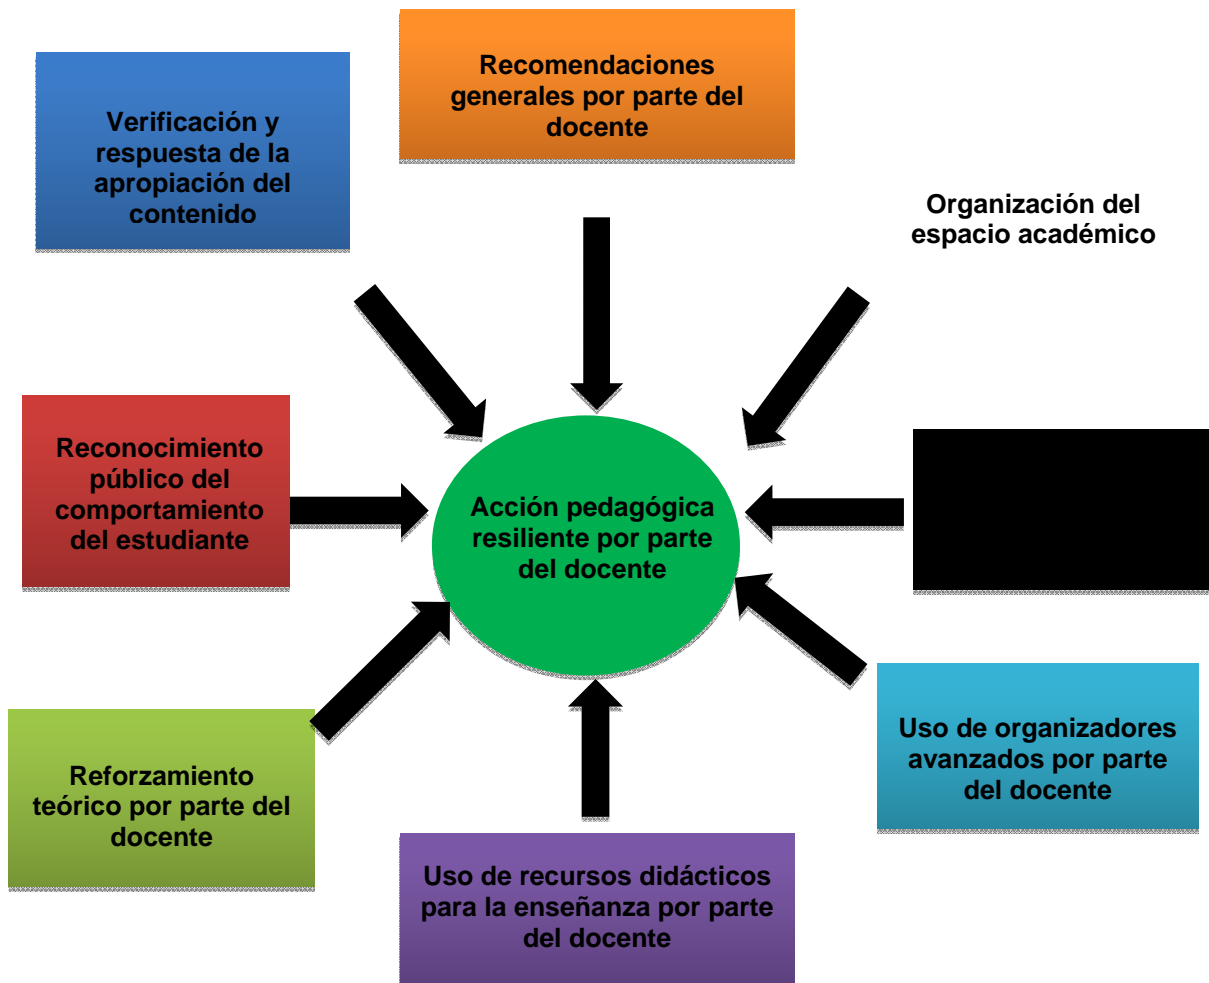 Recomendaciones
generales por parte del
docente
Verificación y
respuesta de la
apropiación del
contenido
Organización del
espacio académico
Reconocimiento
público del
comportamiento
del estudiante
Acción pedagógica
resiliente por parte
del docente
Uso de organizadores
avanzados por parte
del docente
Reforzamiento
teórico por parte del
docente
Uso de recursos didácticos
para la enseñanza por parte
del docente